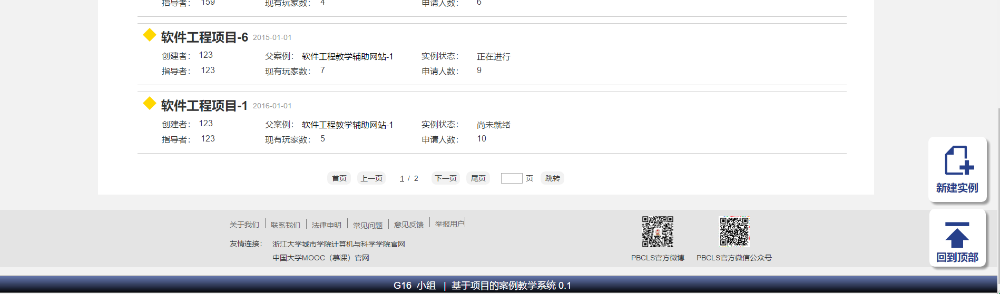 指导者： 159 现有玩家数： 4 申请人数： 6
软件工程项目-6 2015-01-01
创建者： 123 父案例： 软件工程教学辅助网站-1 实例状态： 正在进行
指导者： 123 现有玩家数： 7 申请人数： 9
软件工程项目-1 2016-01-01
创建者： 123 父案例： 软件工程教学辅助网站-1 实例状态： 尚未就绪
指导者： 123 现有玩家数： 5 申请人数： 10
首页 上一页 1 / 2 下一页 尾页 页 跳转
新建实例
关于我们 联系我们 法律申明 常见问题 意见反馈 举报用户
友情连接： 浙江大学城市学院计算机与科学学院官网
中国大学MOOC（慕课）官网
PBCLS官方微博 PBCLS官方微信公众号
回到顶部
G16 小组 | 基于项目的案例教学系统 0.1